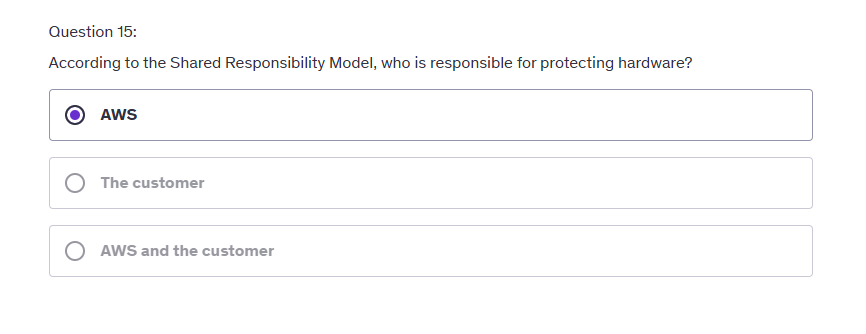 Question 15:
According to the Shared Responsibility Model, who is responsible for protecting hardware?
AWS
The customer
AWS and the customer